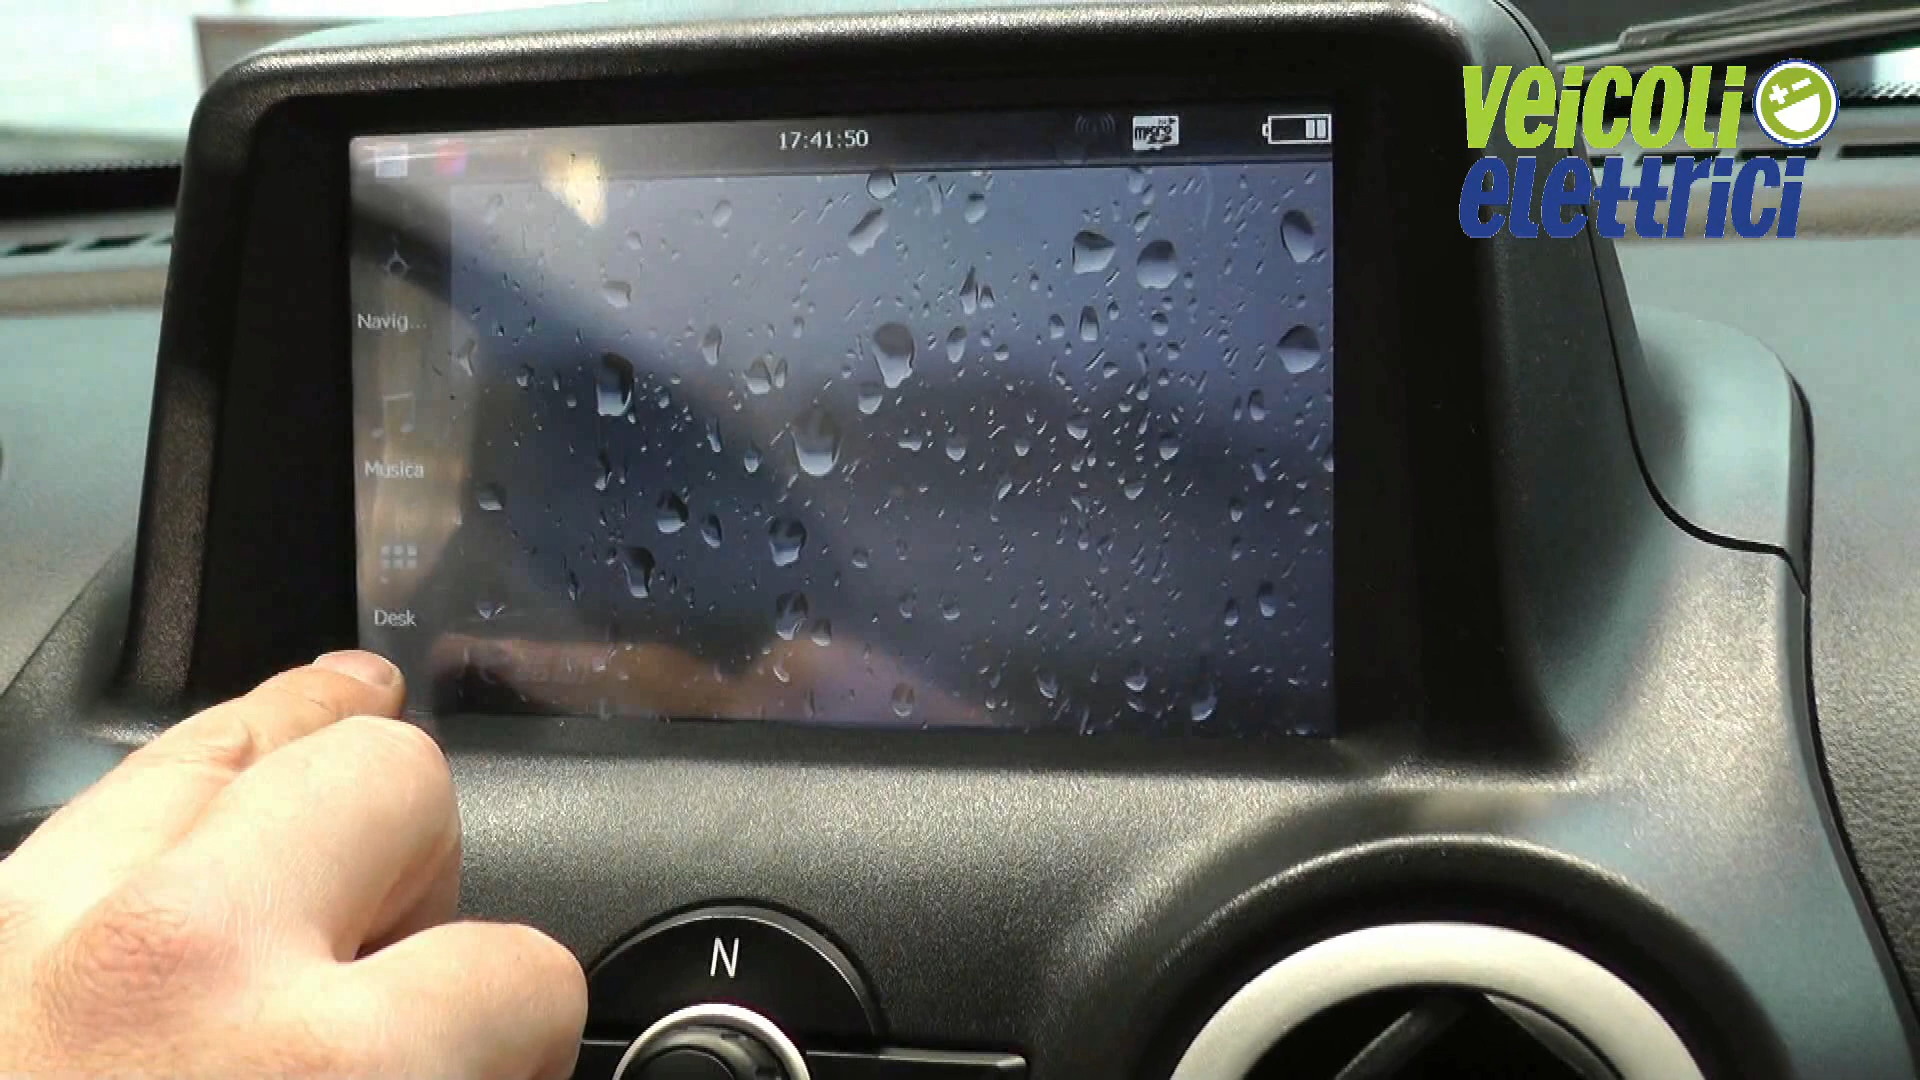 veicoli
elettrici
17:41:50
micro
Navig...
Musica
Desk
N